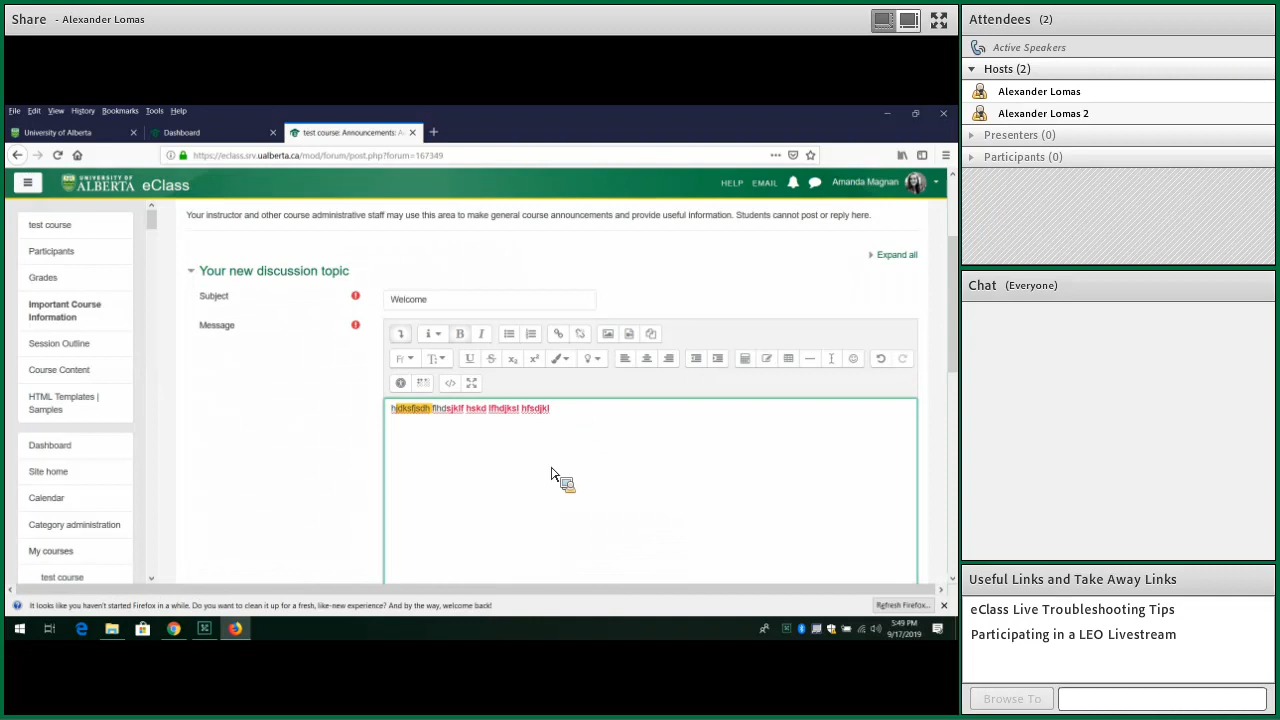 Share - Alexander Lomas
File Edit View History Bookmarks Tools Help
University of Alberta
Dashboard
test course: Announcements: A
https://eclass.srv.ualberta.ca/mod/forum/post.php?forum=167349
UNIVERSITY OF
ALBERTA eClass
HELP EMAIL
Amanda Magnan
test course
Participants
Grades
Important Course
Information
Session Outline
Course Content
HTML Templates |
Samples
Dashboard
Site home
Calendar
Category administration
My courses
test course
Your instructor and other course administrative staff may use this area to make general course announcements and provide useful information. Students cannot post or reply here.
Expand all
Your new discussion topic
Subject
Welcome
Message
hjdksfjsdh flhdsjklf hskd lfhdjksl hfsdjkl
It looks like you haven't started Firefox in a while. Do you want to clean it up for a fresh, like-new experience? And by the way, welcome back!
Refresh Firefox...
5:49 PM
9/17/2019
Attendees (2)
Active Speakers
Hosts (2)
Alexander Lomas
Alexander Lomas 2
Presenters (0)
Participants (0)
Chat (Everyone)
Useful Links and Take Away Links
eClass Live Troubleshooting Tips
Participating in a LEO Livestream
Browse To